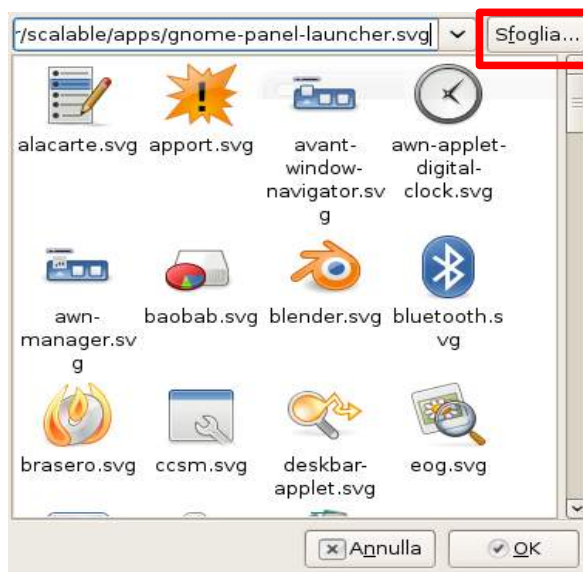 r/scalable/apps/gnome-panel-launcher.svg
Sfoglia...
alacarte.svg apport.svg avant- awn-applet-
window- digital-
navigator.sv clock.svg
g
awn- baobab.svg blender.svg bluetooth.s
manager.sv vg
g
brasero.svg ccsm.svg deskbar- eog.svg
applet.svg
Annulla OK